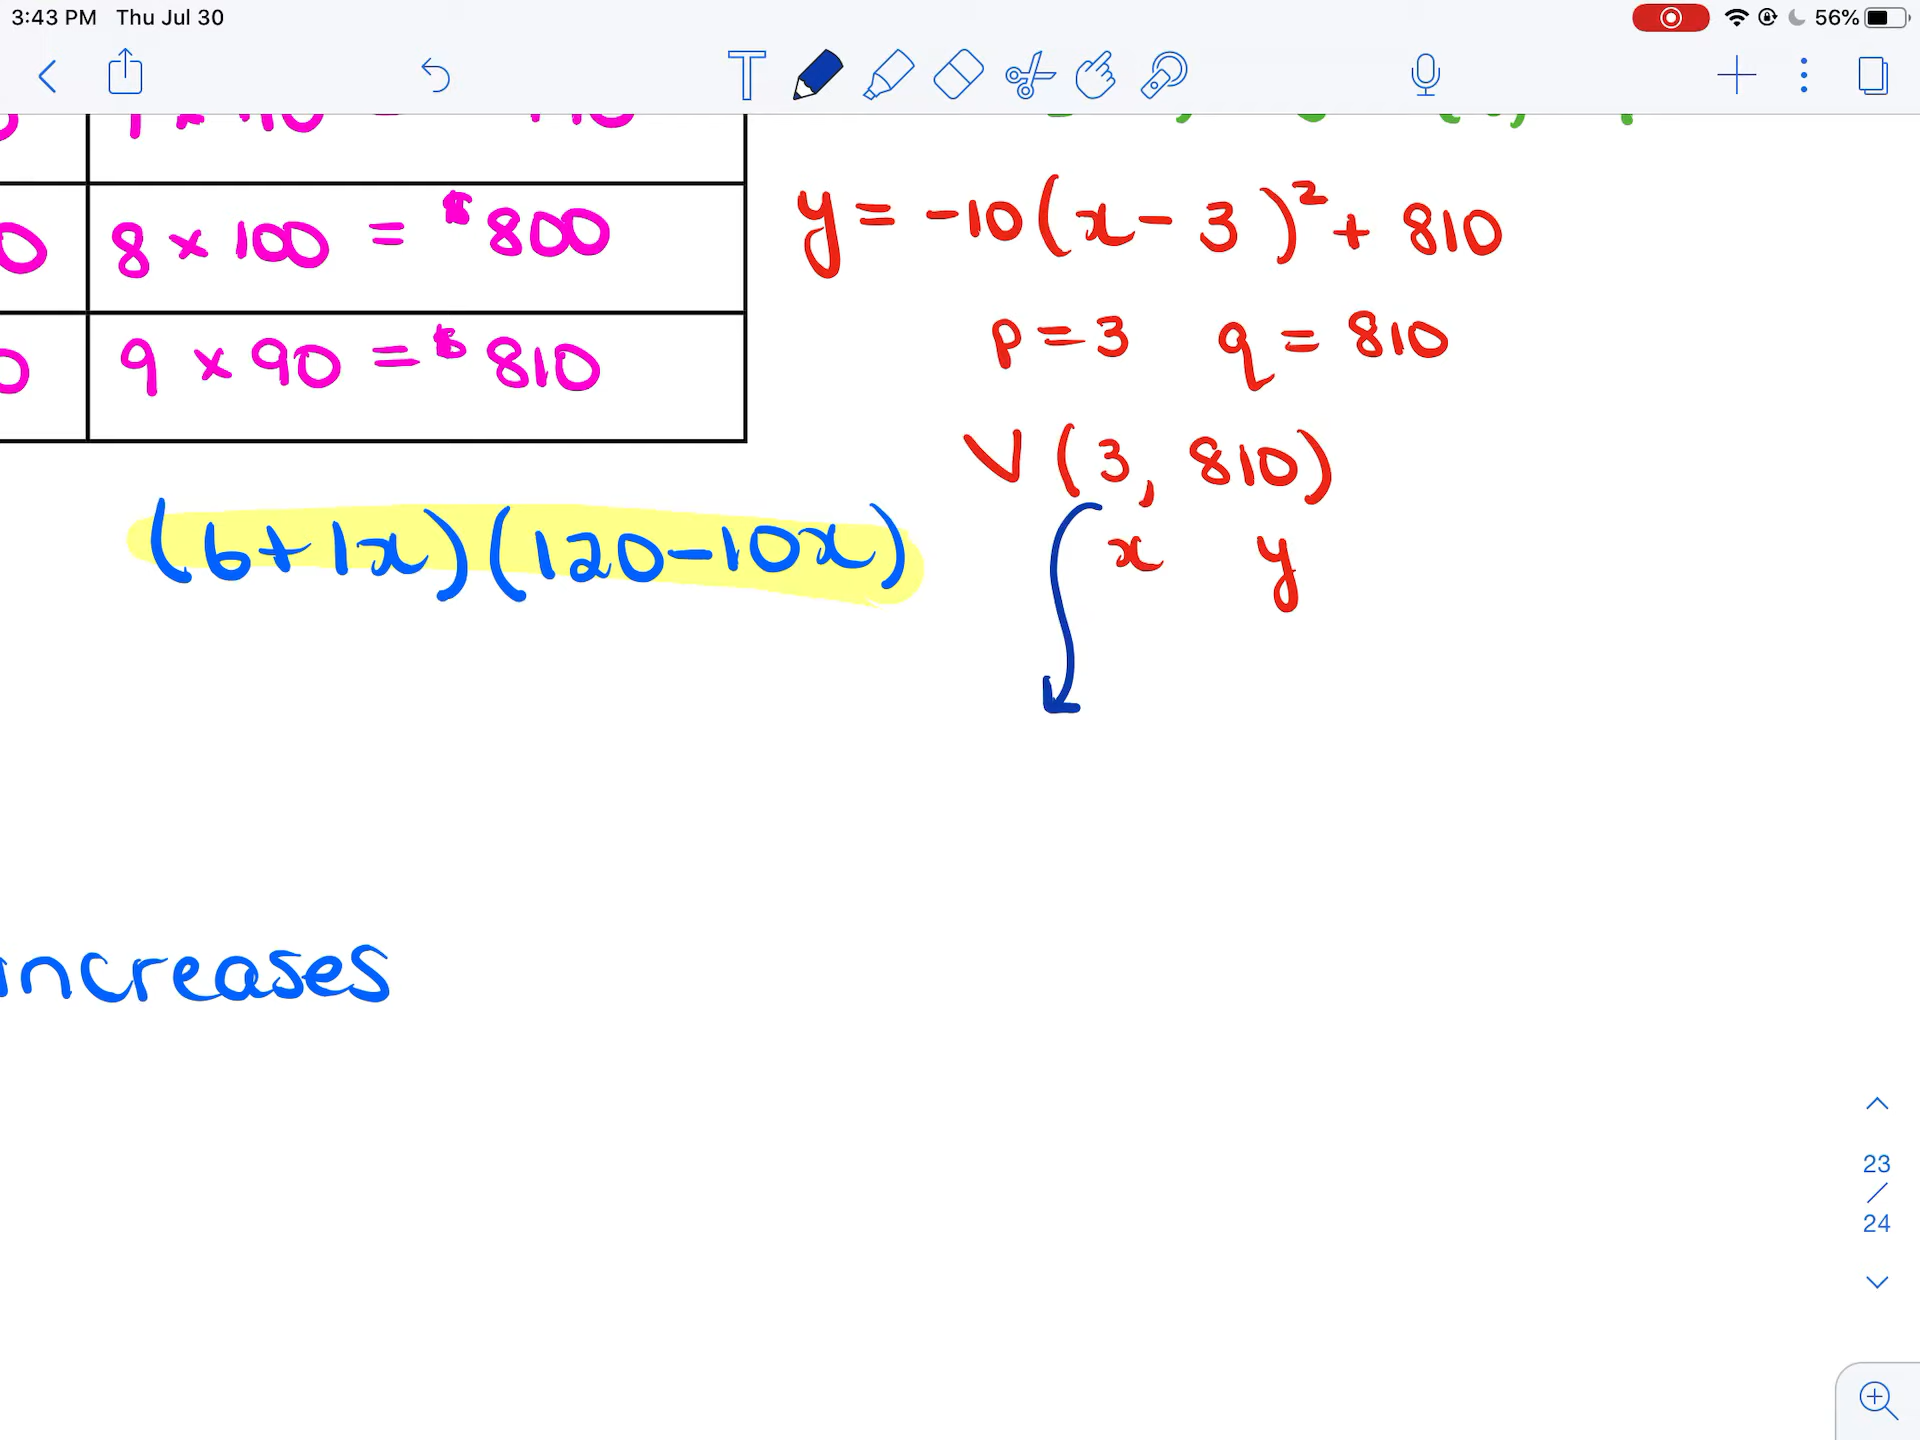 3:43 PM Thu Jul 30 56%
T
8 × 100 = $800
9 × 90 = $810
y = -10(x - 3)² + 810
p = 3 q = 810
V (3, 810)
x y
(6+1x)(120-10x)
increases
23
/
24